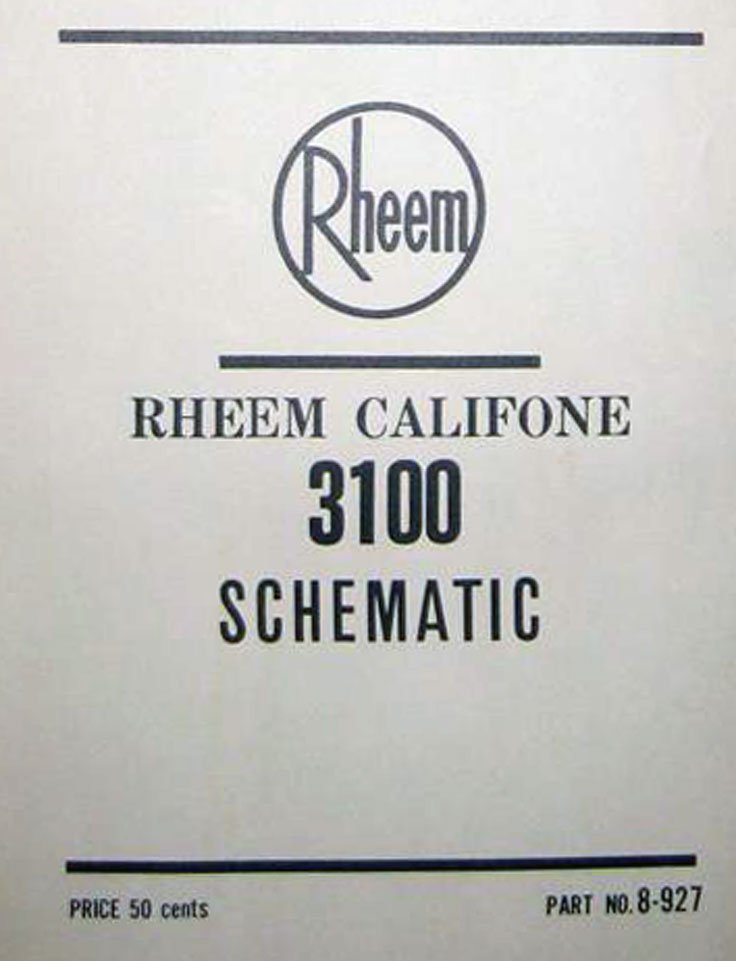 Rheem
RHEEM CALIFONE
3100
SCHEMATIC
PRICE 50 cents
PART NO. 8-927